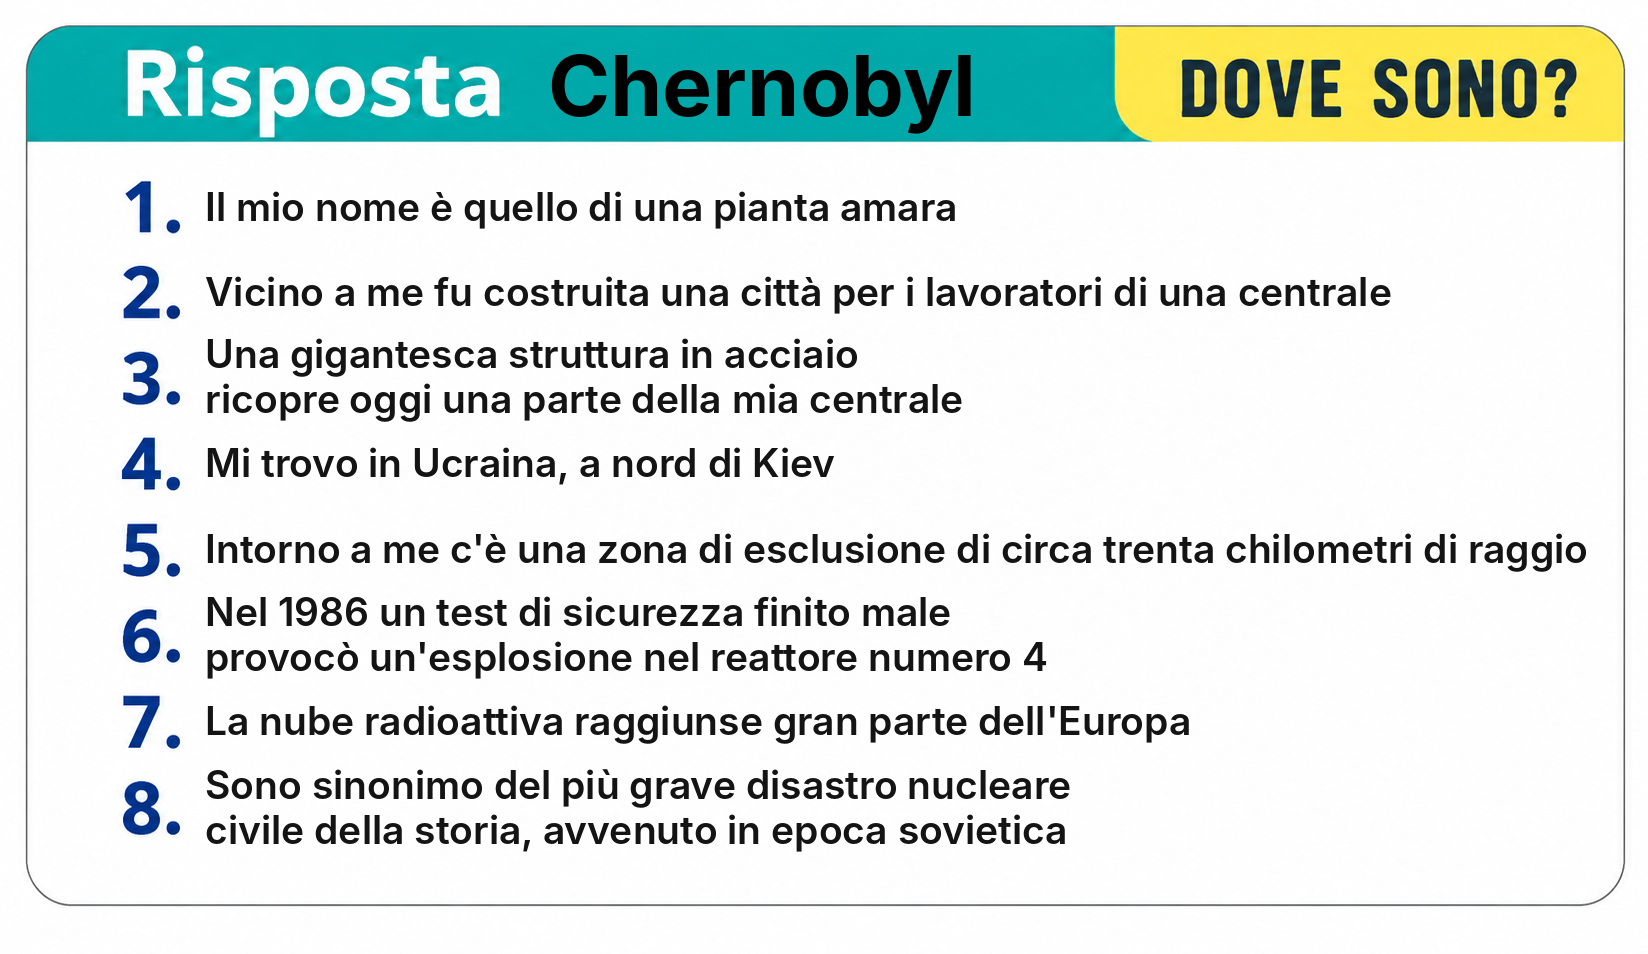 Risposta Chernobyl
DOVE SONO?
1. Il mio nome è quello di una pianta amara
2. Vicino a me fu costruita una città per i lavoratori di una centrale
3. Una gigantesca struttura in acciaio
ricopre oggi una parte della mia centrale
4. Mi trovo in Ucraina, a nord di Kiev
5. Intorno a me c'è una zona di esclusione di circa trenta chilometri di raggio
6. Nel 1986 un test di sicurezza finito male
provocò un'esplosione nel reattore numero 4
7. La nube radioattiva raggiunse gran parte dell'Europa
8. Sono sinonimo del più grave disastro nucleare
civile della storia, avvenuto in epoca sovietica